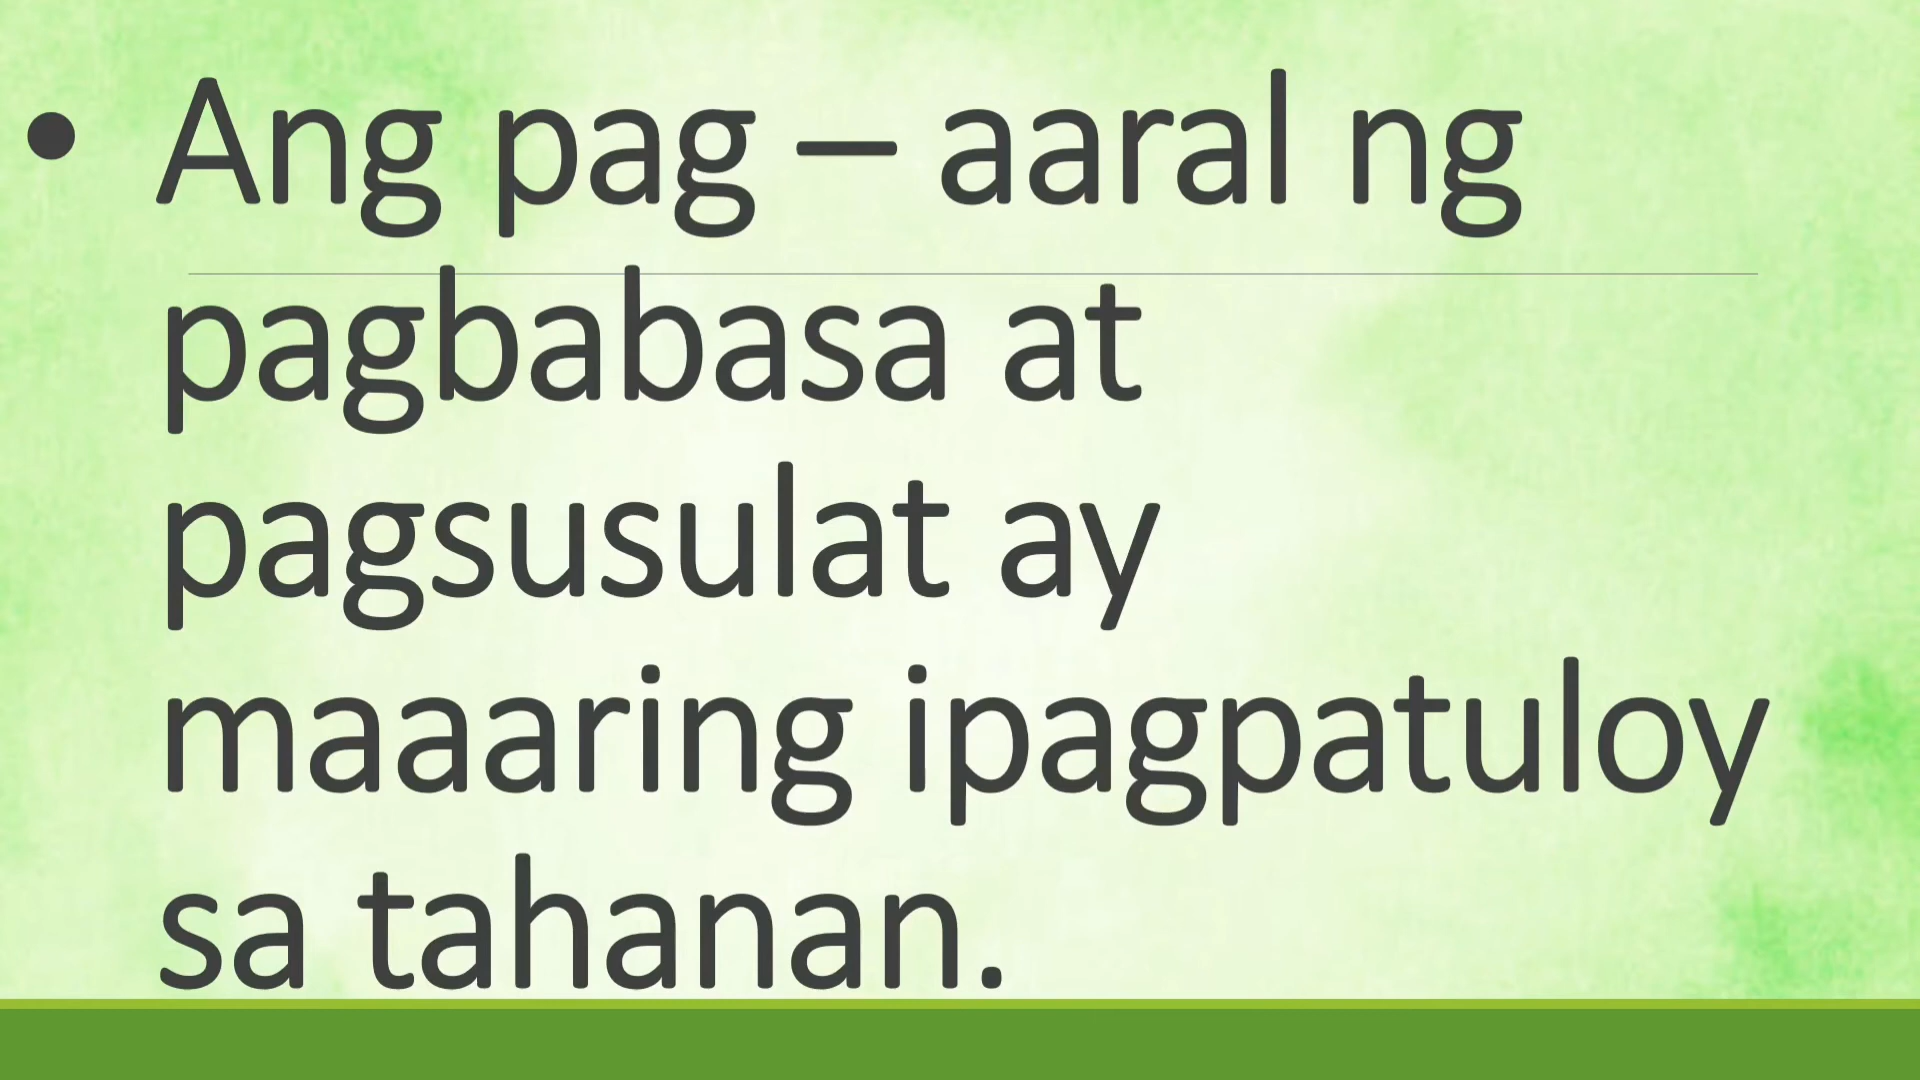 • Ang pag – aaral ng
pagbabasa at
pagsusulat ay
maaaring ipagpatuloy
sa tahanan.